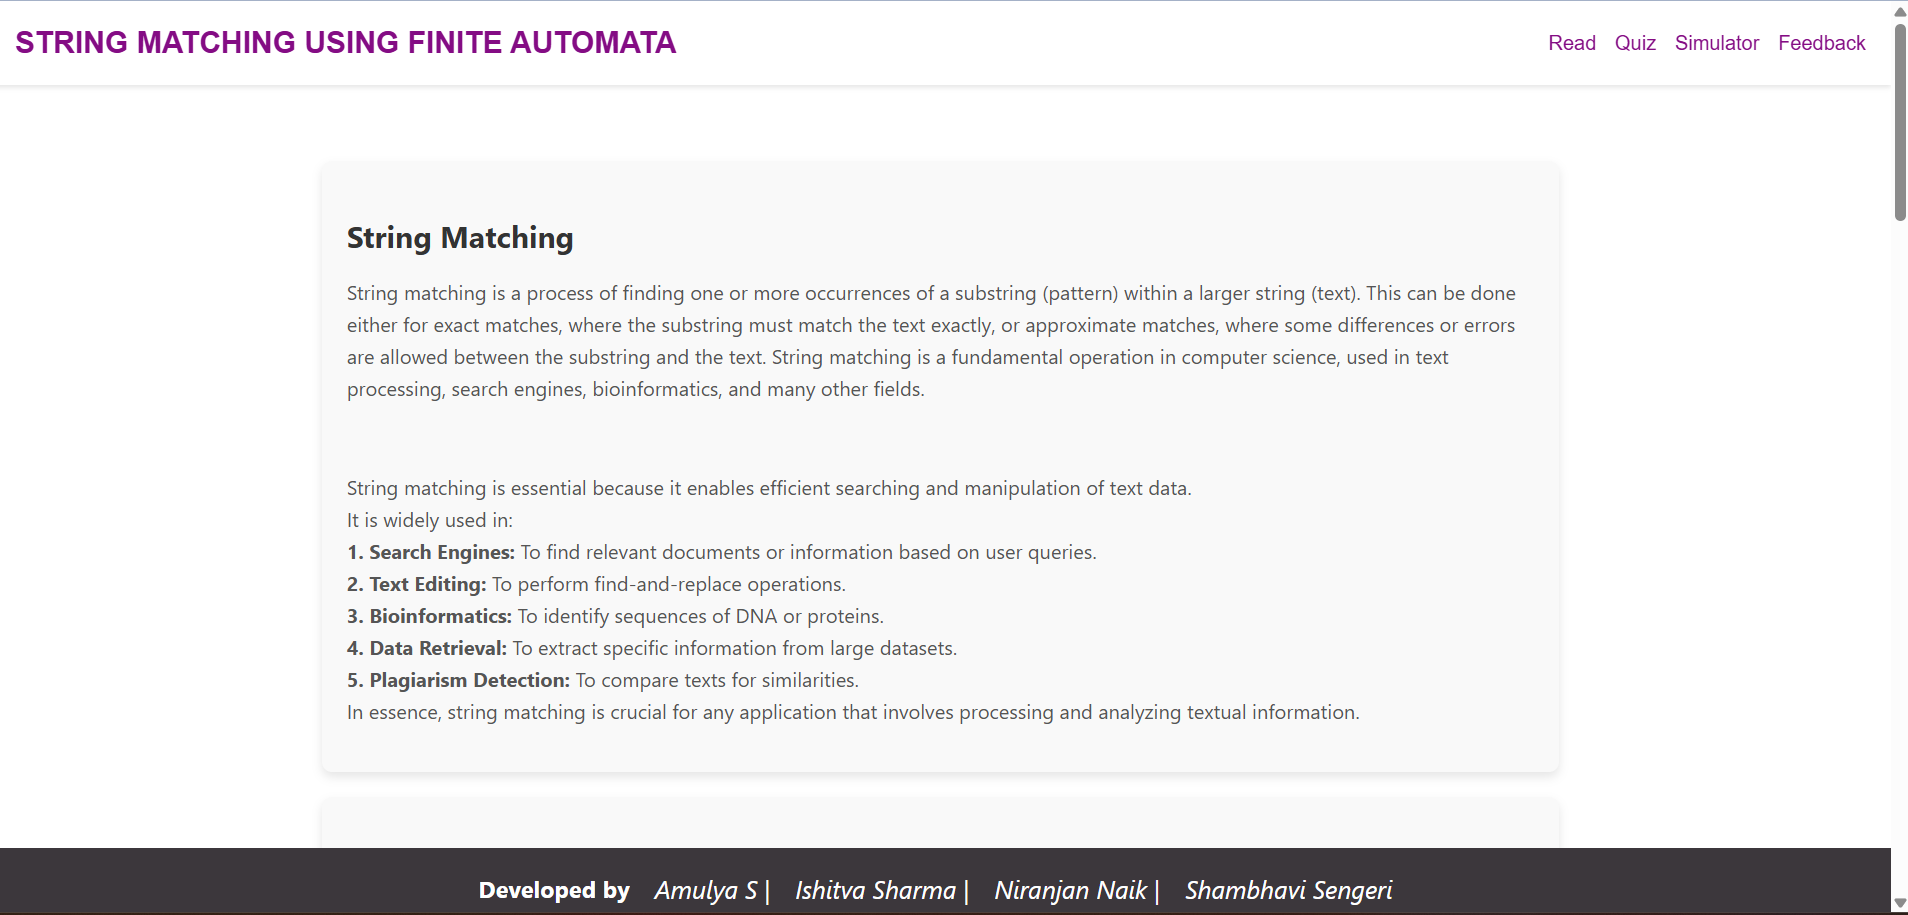 STRING MATCHING USING FINITE AUTOMATA
Read Quiz Simulator Feedback
String Matching
String matching is a process of finding one or more occurrences of a substring (pattern) within a larger string (text). This can be done
either for exact matches, where the substring must match the text exactly, or approximate matches, where some differences or errors
are allowed between the substring and the text. String matching is a fundamental operation in computer science, used in text
processing, search engines, bioinformatics, and many other fields.
String matching is essential because it enables efficient searching and manipulation of text data.
It is widely used in:
1. Search Engines: To find relevant documents or information based on user queries.
2. Text Editing: To perform find-and-replace operations.
3. Bioinformatics: To identify sequences of DNA or proteins.
4. Data Retrieval: To extract specific information from large datasets.
5. Plagiarism Detection: To compare texts for similarities.
In essence, string matching is crucial for any application that involves processing and analyzing textual information.
Developed by Amulya S | Ishitva Sharma | Niranjan Naik | Shambhavi Sengeri